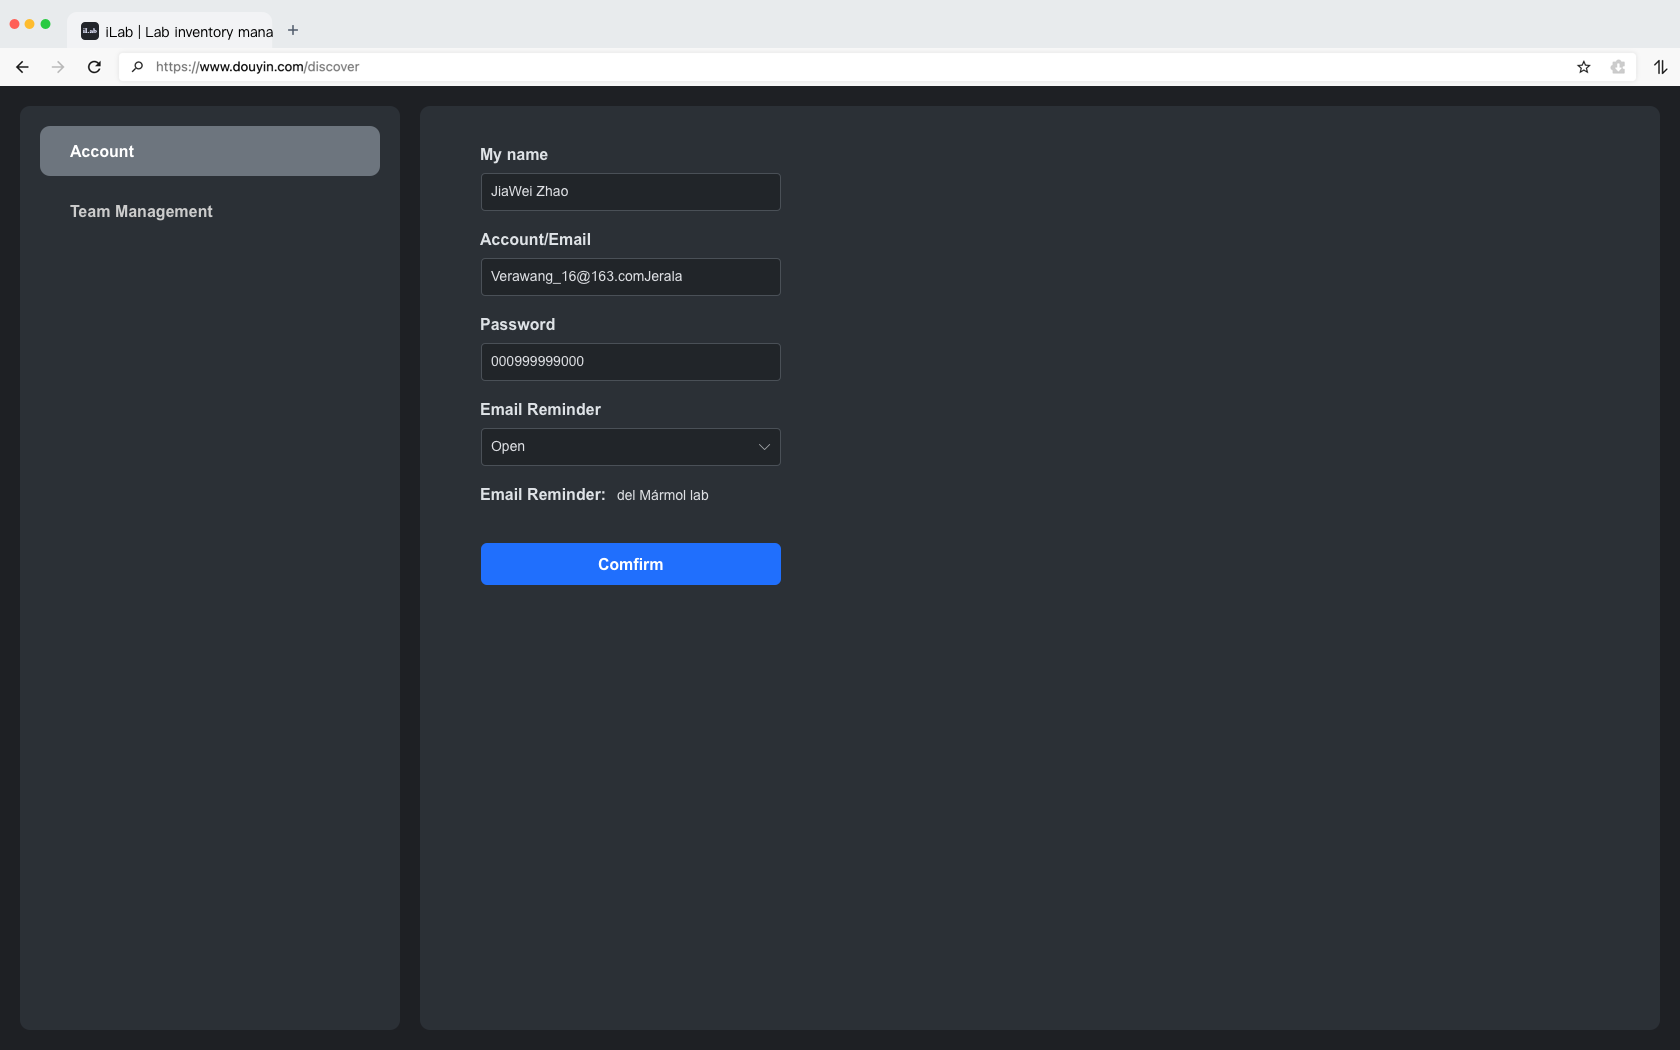 iLab
iLab | Lab inventory mana
https://www.douyin.com/discover
Account
Team Management
My name
JiaWei Zhao
Account/Email
Verawang_16@163.comJerala
Password
000999999000
Email Reminder
Open
Email Reminder: del Mármol lab
Comfirm